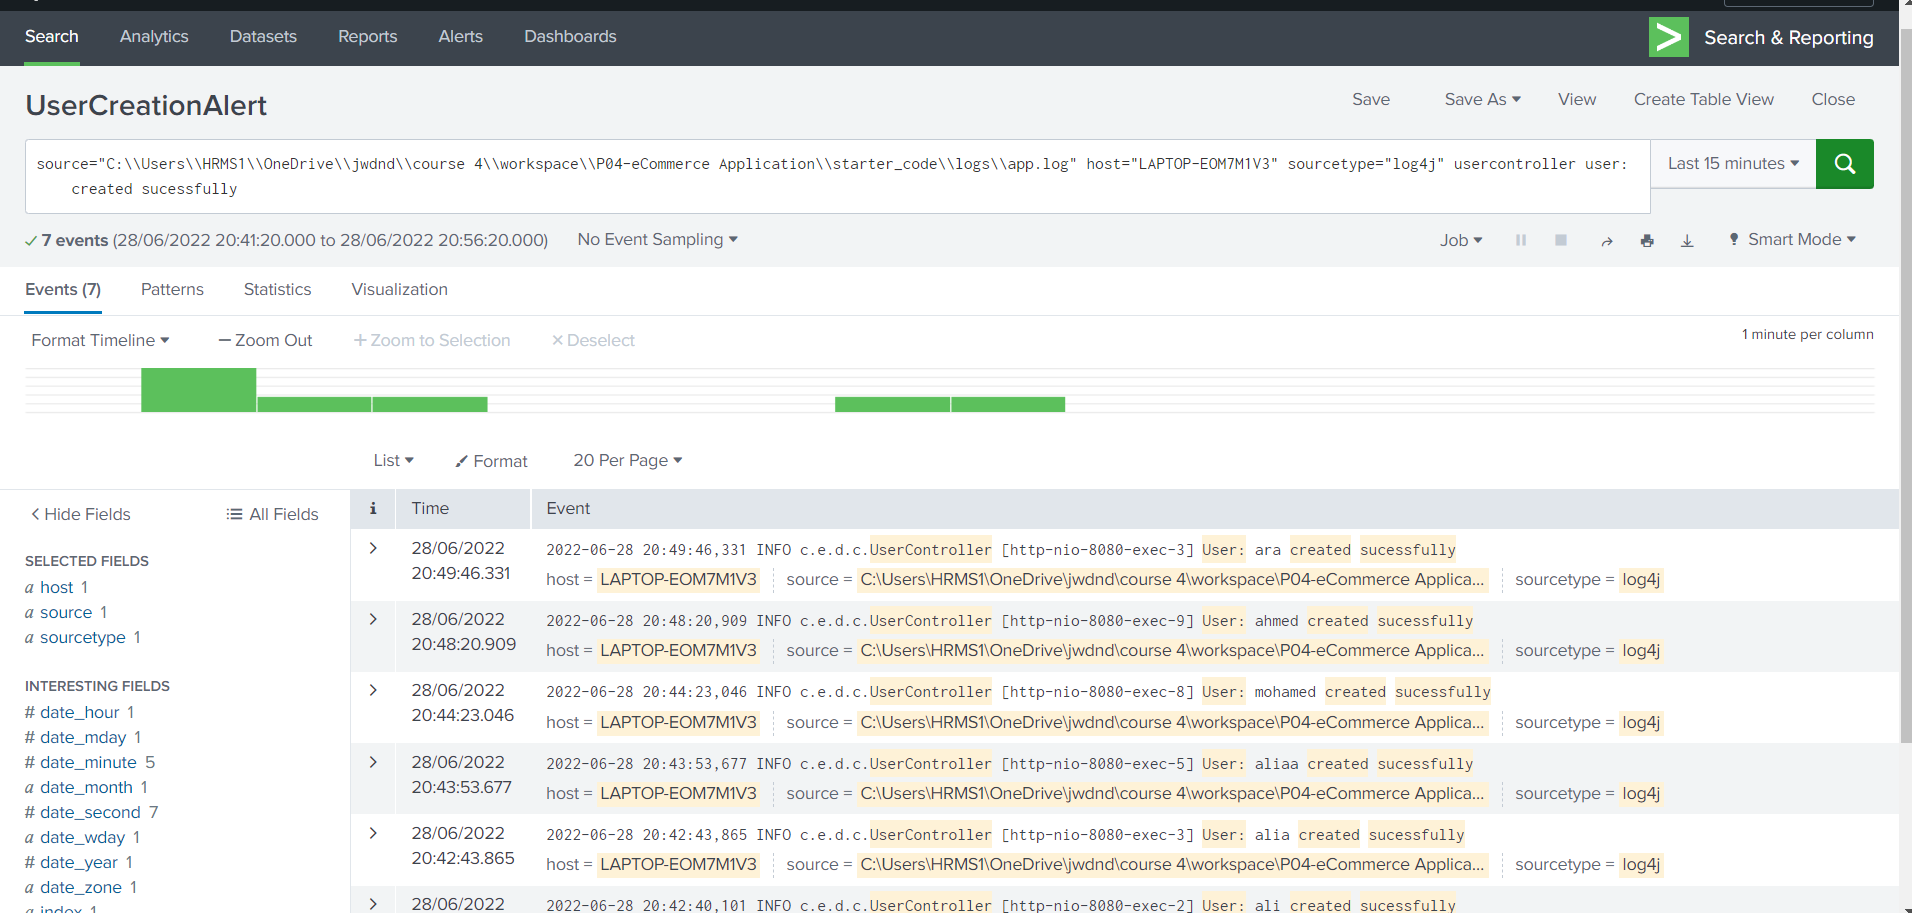 Search Analytics Datasets Reports Alerts Dashboards Search & Reporting
UserCreationAlert
Save Save As View Create Table View Close
source="C:\\Users\\HRMS1\\OneDrive\\jwdnd\\course 4\\workspace\\P04-eCommerce Application\\starter_code\\logs\\app.log" host="LAPTOP-EOM7M1V3" sourcetype="log4j" usercontroller user:
created sucessfully
Last 15 minutes
7 events (28/06/2022 20:41:20.000 to 28/06/2022 20:56:20.000) No Event Sampling Job Smart Mode
Events (7) Patterns Statistics Visualization
Format Timeline — Zoom Out + Zoom to Selection × Deselect
1 minute per column
List Format 20 Per Page
< Hide Fields All Fields
SELECTED FIELDS
a host 1
a source 1
a sourcetype 1
INTERESTING FIELDS
# date_hour 1
# date_mday 1
# date_minute 5
a date_month 1
# date_second 7
a date_wday 1
# date_year 1
a date_zone 1
a index 1
i Time Event
28/06/2022
20:49:46.331
2022-06-28 20:49:46,331 INFO c.e.d.c.UserController [http-nio-8080-exec-3] User: ara created sucessfully
host = LAPTOP-EOM7M1V3 source = C:\Users\HRMS1\OneDrive\jwdnd\course 4\workspace\P04-eCommerce Applica... sourcetype = log4j
28/06/2022
20:48:20.909
2022-06-28 20:48:20,909 INFO c.e.d.c.UserController [http-nio-8080-exec-9] User: ahmed created sucessfully
host = LAPTOP-EOM7M1V3 source = C:\Users\HRMS1\OneDrive\jwdnd\course 4\workspace\P04-eCommerce Applica... sourcetype = log4j
28/06/2022
20:44:23.046
2022-06-28 20:44:23,046 INFO c.e.d.c.UserController [http-nio-8080-exec-8] User: mohamed created sucessfully
host = LAPTOP-EOM7M1V3 source = C:\Users\HRMS1\OneDrive\jwdnd\course 4\workspace\P04-eCommerce Applica... sourcetype = log4j
28/06/2022
20:43:53.677
2022-06-28 20:43:53,677 INFO c.e.d.c.UserController [http-nio-8080-exec-5] User: aliaa created sucessfully
host = LAPTOP-EOM7M1V3 source = C:\Users\HRMS1\OneDrive\jwdnd\course 4\workspace\P04-eCommerce Applica... sourcetype = log4j
28/06/2022
20:42:43.865
2022-06-28 20:42:43,865 INFO c.e.d.c.UserController [http-nio-8080-exec-3] User: alia created sucessfully
host = LAPTOP-EOM7M1V3 source = C:\Users\HRMS1\OneDrive\jwdnd\course 4\workspace\P04-eCommerce Applica... sourcetype = log4j
28/06/2022
2022-06-28 20:42:40,101 INFO c.e.d.c.UserController [http-nio-8080-exec-2] User: ali created sucessfully